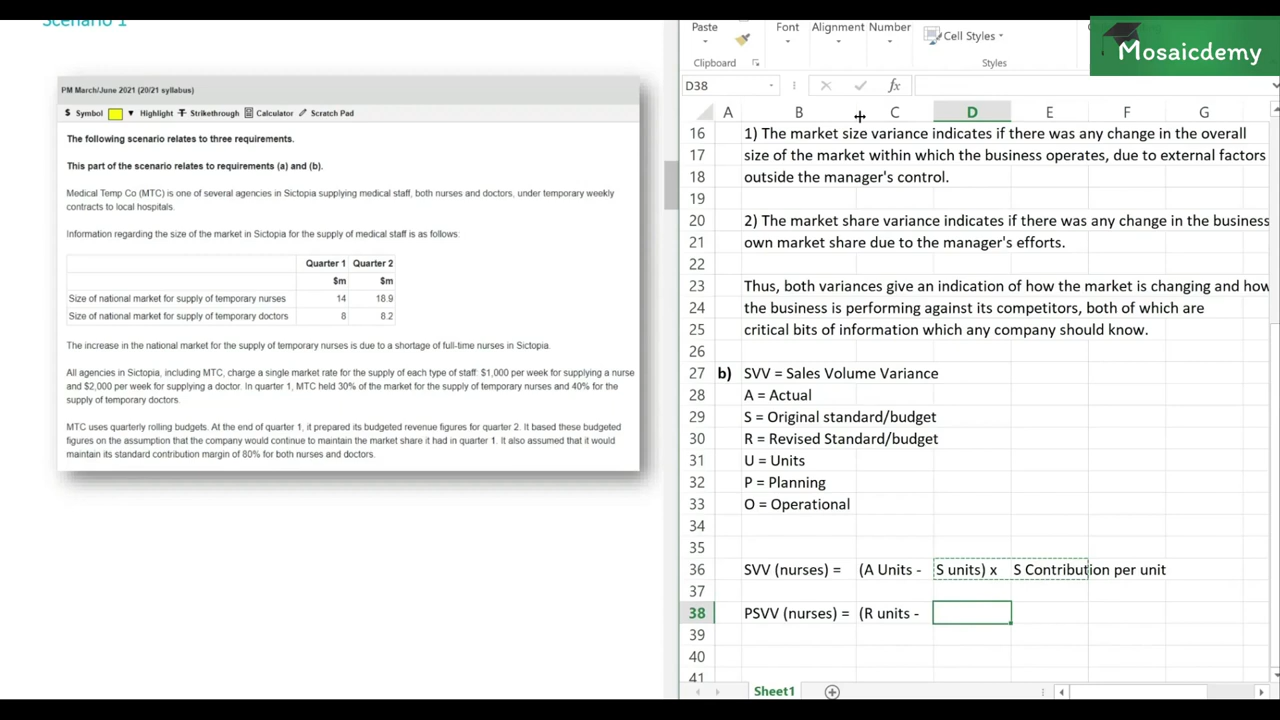 Scenario 1
PM March/June 2021 (20/21 syllabus)
$ Symbol ▼ Highlight T Strikethrough Calculator Scratch Pad
The following scenario relates to three requirements.
This part of the scenario relates to requirements (a) and (b).
Medical Temp Co (MTC) is one of several agencies in Sictopia supplying medical staff, both nurses and doctors, under temporary weekly
contracts to local hospitals.
Information regarding the size of the market in Sictopia for the supply of medical staff is as follows:
Quarter 1 Quarter 2
$m $m
Size of national market for supply of temporary nurses 14 18.9
Size of national market for supply of temporary doctors 8 8.2
The increase in the national market for the supply of temporary nurses is due to a shortage of full-time nurses in Sictopia.
All agencies in Sictopia, including MTC, charge a single market rate for the supply of each type of staff: $1,000 per week for supplying a nurse
and $2,000 per week for supplying a doctor. In quarter 1, MTC held 30% of the market for the supply of temporary nurses and 40% for the
supply of temporary doctors.
MTC uses quarterly rolling budgets. At the end of quarter 1, it prepared its budgeted revenue figures for quarter 2. It based these budgeted
figures on the assumption that the company would continue to maintain the market share it had in quarter 1. It also assumed that it would
maintain its standard contribution margin of 80% for both nurses and doctors.
Paste Font Alignment Number
Cell Styles
Clipboard Styles
Mosaicdemy
D38 fx
A B C D E F G
16 1) The market size variance indicates if there was any change in the overall
17 size of the market within which the business operates, due to external factors
18 outside the manager's control.
19
20 2) The market share variance indicates if there was any change in the business
21 own market share due to the manager's efforts.
22
23 Thus, both variances give an indication of how the market is changing and how
24 the business is performing against its competitors, both of which are
25 critical bits of information which any company should know.
26
27 b) SVV = Sales Volume Variance
28 A = Actual
29 S = Original standard/budget
30 R = Revised Standard/budget
31 U = Units
32 P = Planning
33 O = Operational
34
35
36 SVV (nurses) = (A Units - S units) x S Contribution per unit
37
38 PSVV (nurses) = (R units -
39
40
41
Sheet1